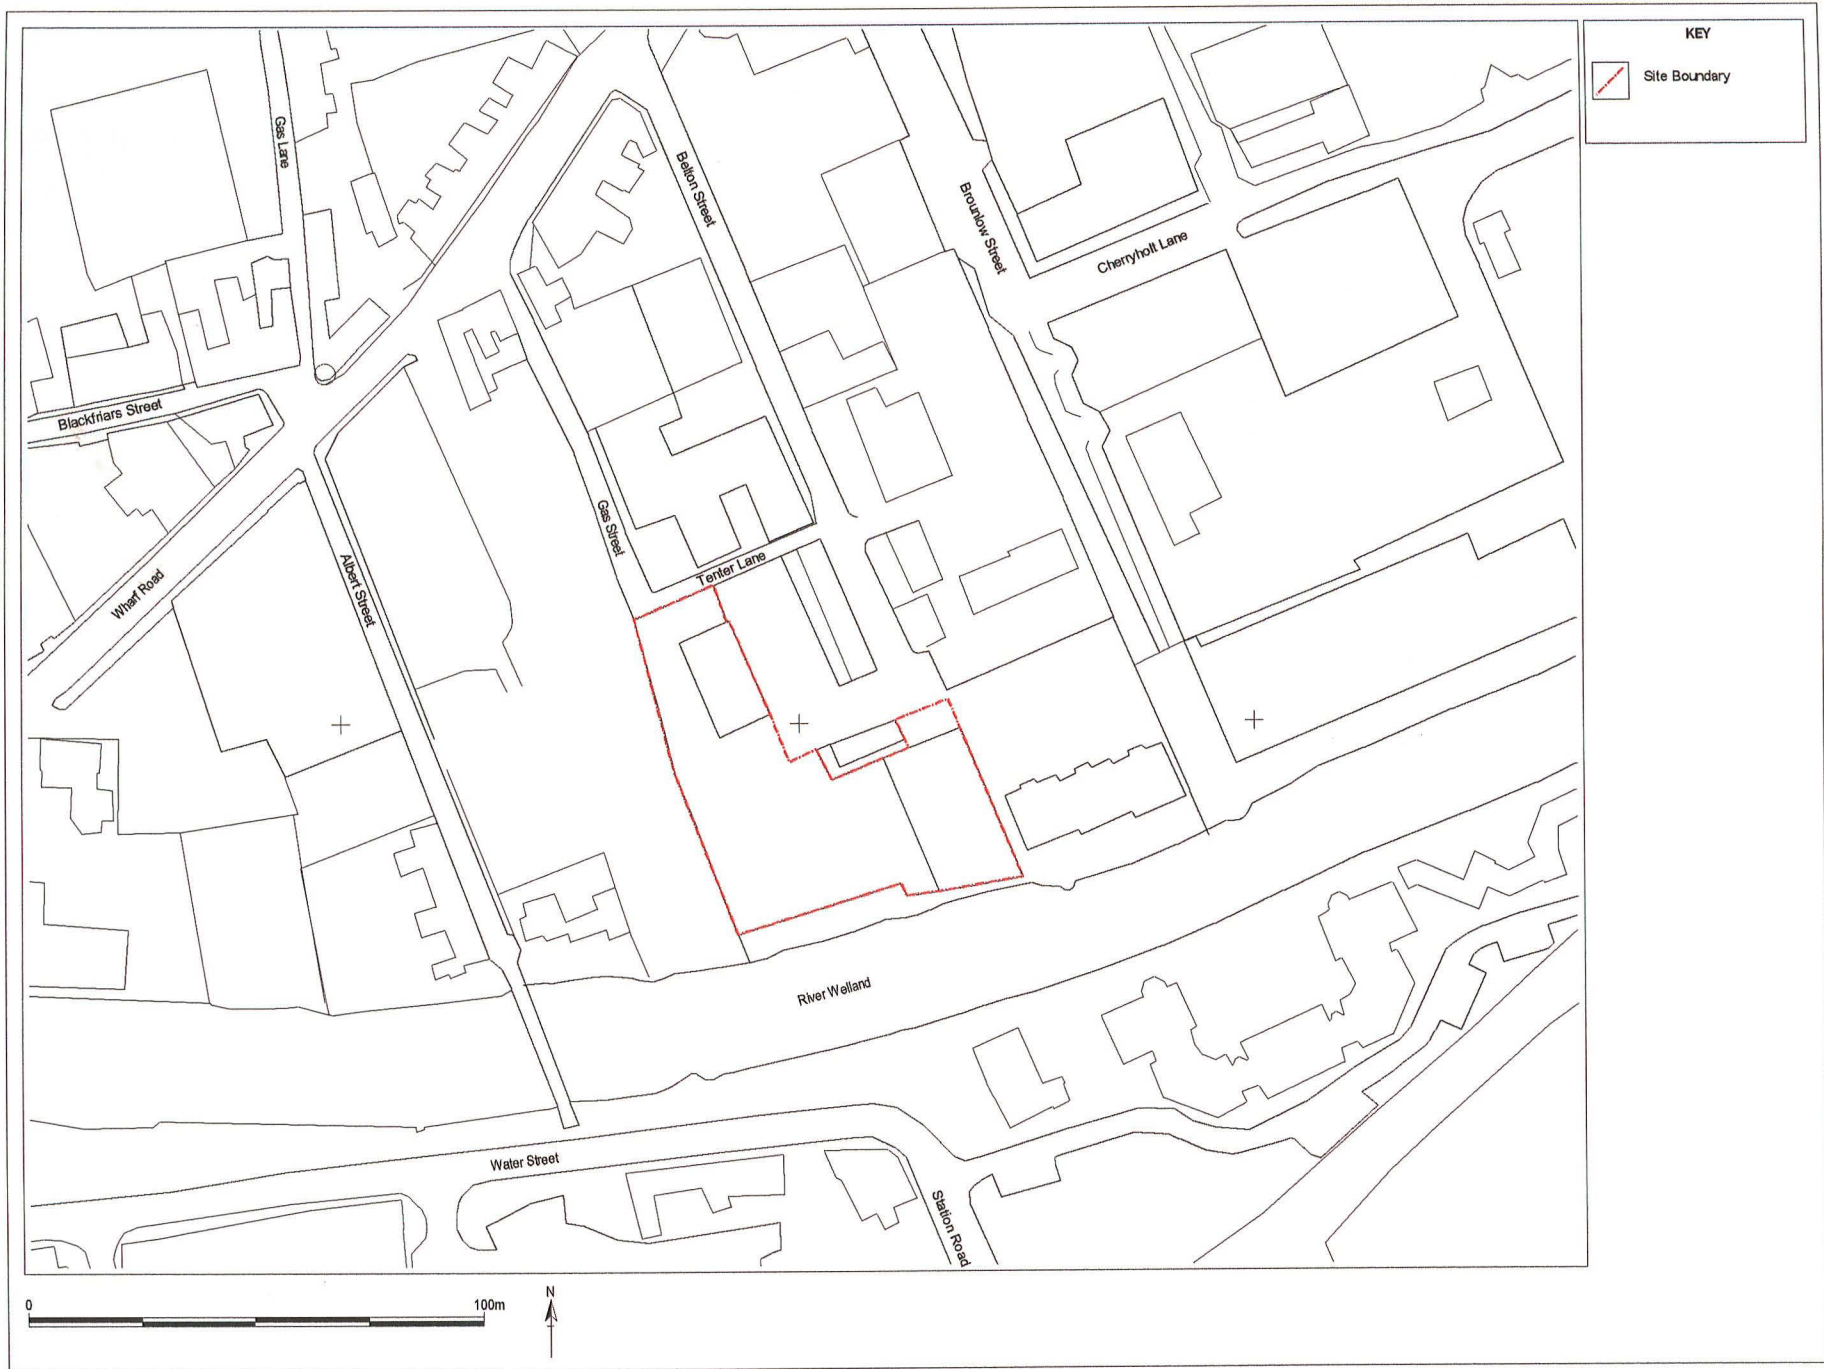 KEY
Site Boundary
Gas Lane
Belton Street
Brounlow Street
Cherryholt Lane
Blackfriars Street
Gas Street
Tenter Lane
Wharf Road
Albert Street
River Welland
Water Street
Station Road
0
100m
N